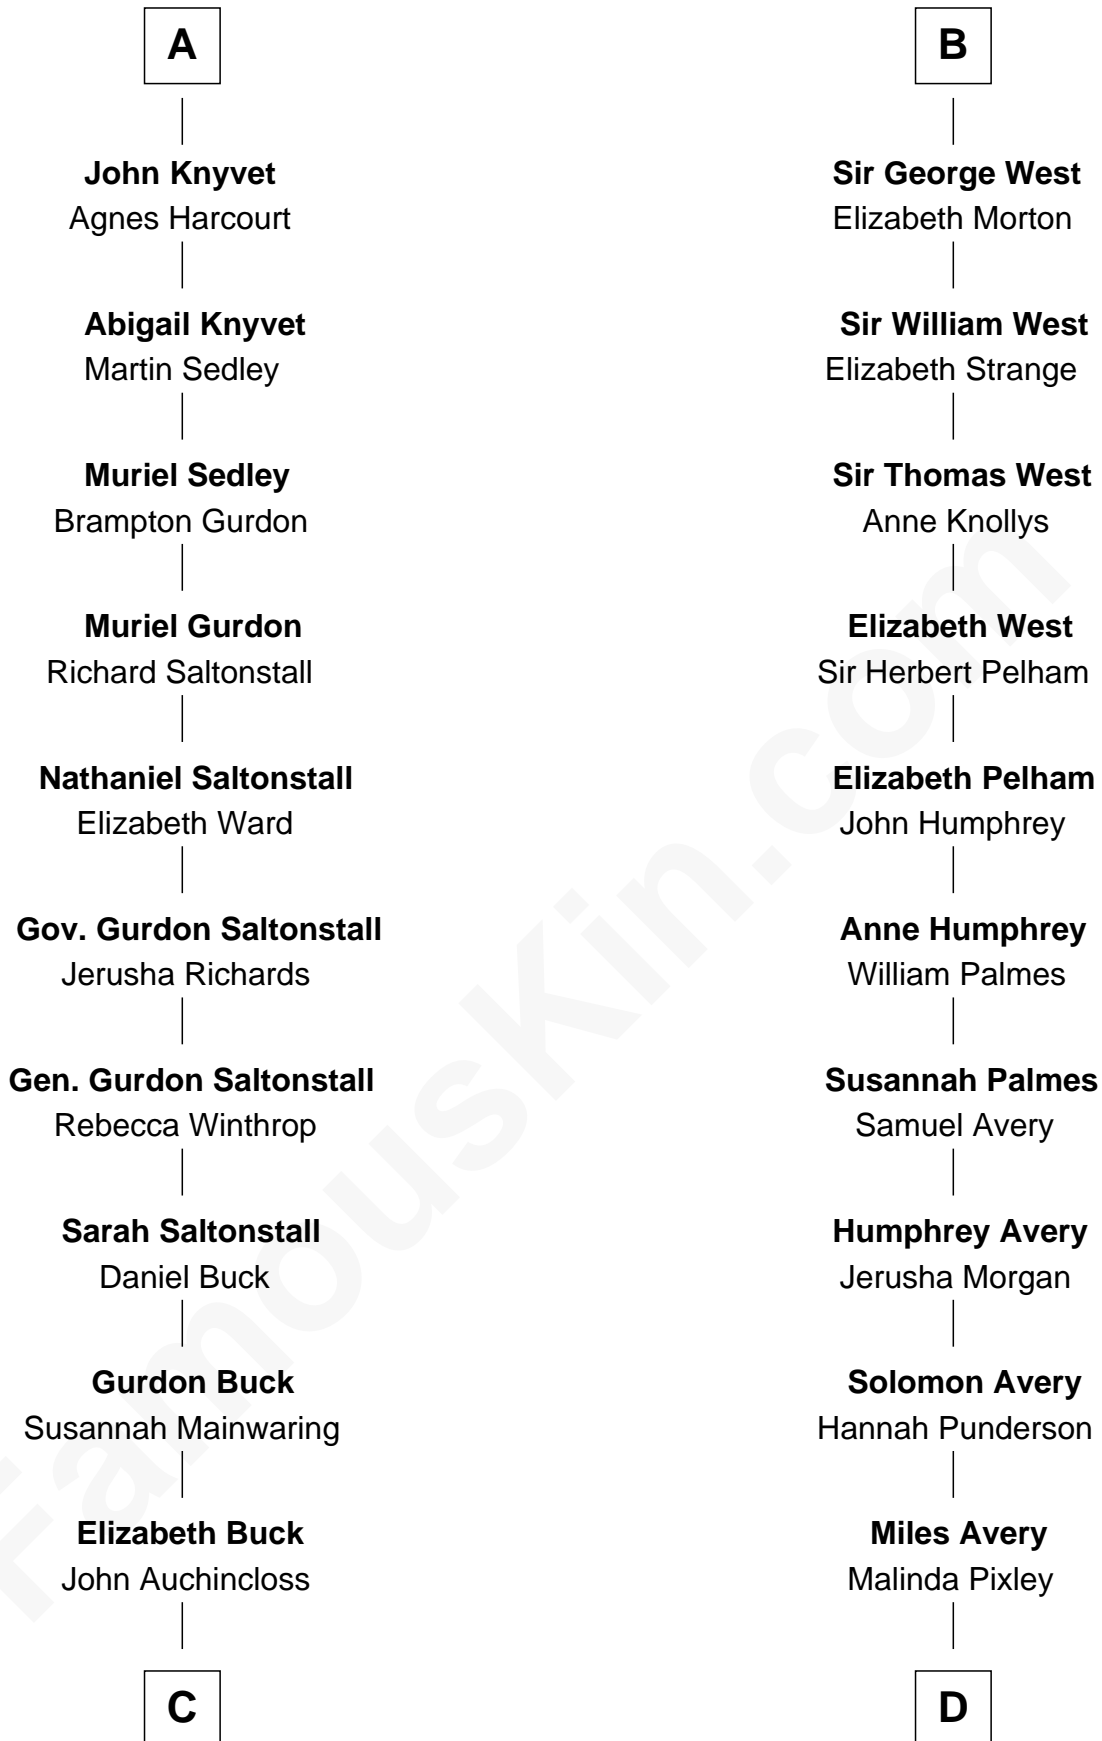 A
John Knyvet
Agnes Harcourt
Abigail Knyvet
Martin Sedley
Muriel Sedley
Brampton Gurdon
Muriel Gurdon
Richard Saltonstall
Nathaniel Saltonstall
Elizabeth Ward
Gov. Gurdon Saltonstall
Jerusha Richards
Gen. Gurdon Saltonstall
Rebecca Winthrop
Sarah Saltonstall
Daniel Buck
Gurdon Buck
Susannah Mainwaring
Elizabeth Buck
John Auchincloss
C
B
Sir George West
Elizabeth Morton
Sir William West
Elizabeth Strange
Sir Thomas West
Anne Knollys
Elizabeth West
Sir Herbert Pelham
Elizabeth Pelham
John Humphrey
Anne Humphrey
William Palmes
Susannah Palmes
Samuel Avery
Humphrey Avery
Jerusha Morgan
Solomon Avery
Hannah Punderson
Miles Avery
Malinda Pixley
D
FamousKin.com